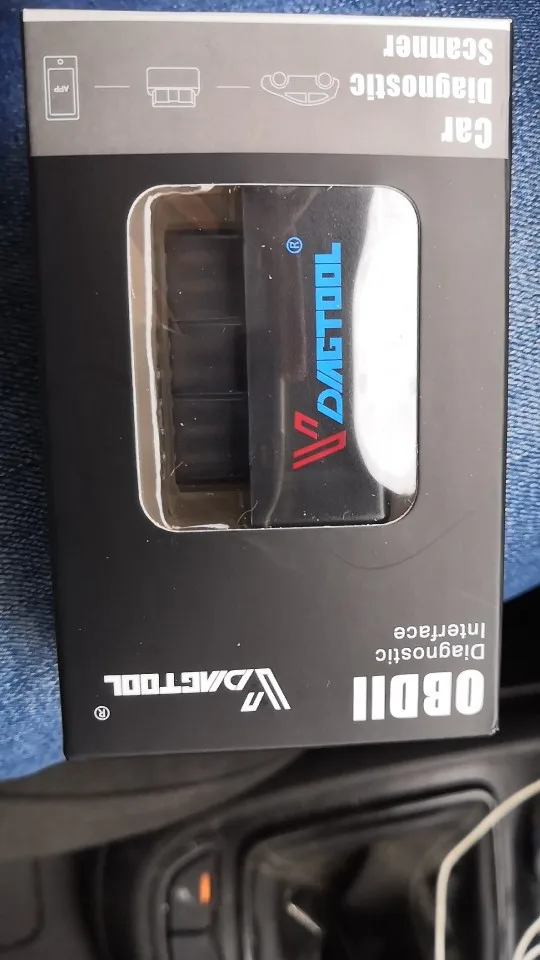 OBDII
Diagnostic
Interface
VDIAGTOOL
®
VDIAGTOOL®
Car
Diagnostic
Scanner
APP